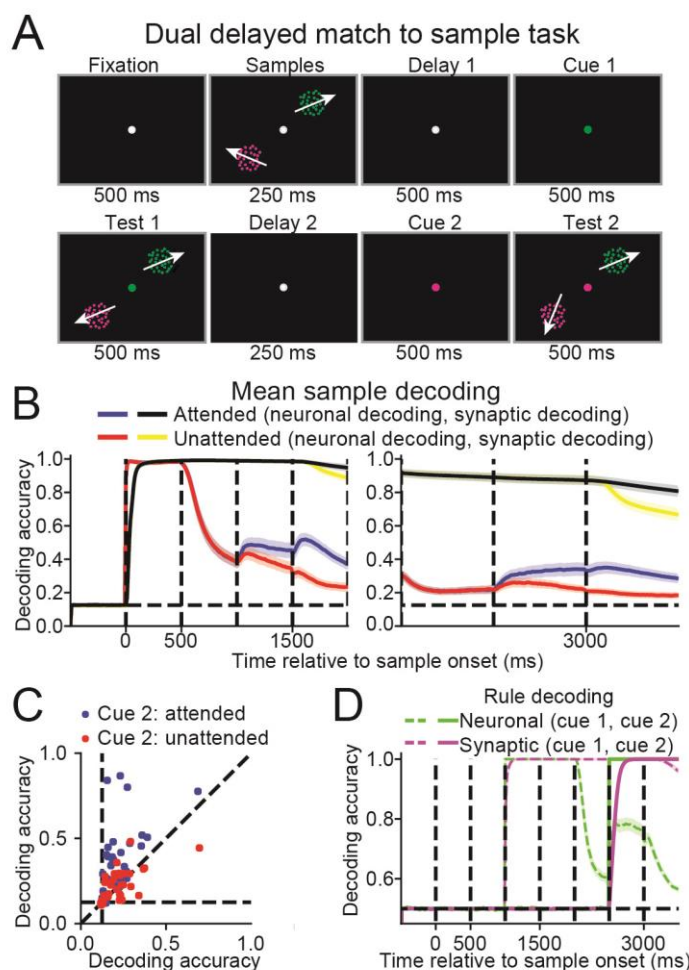 A Dual delayed match to sample task
Fixation Samples Delay 1 Cue 1
500 ms 250 ms 500 ms 500 ms
Test 1 Delay 2 Cue 2 Test 2
500 ms 250 ms 500 ms 500 ms
B Mean sample decoding
Attended (neuronal decoding, synaptic decoding)
Unattended (neuronal decoding, synaptic decoding)
Decoding accuracy
1.0 0.8 0.6 0.4 0.2 0.0
0 500 1500
1.0 0.8 0.6 0.4 0.2 0.0
3000
Time relative to sample onset (ms)
C Cue 2: attended
Cue 2: unattended
Decoding accuracy
1.0
0.5
0.0
0.0 0.5 1.0
Decoding accuracy
D Rule decoding
Neuronal (cue 1, cue 2)
Synaptic (cue 1, cue 2)
Decoding accuracy
1.0
0.8
0.6
0 500 1500 3000
Time relative to sample onset (ms)